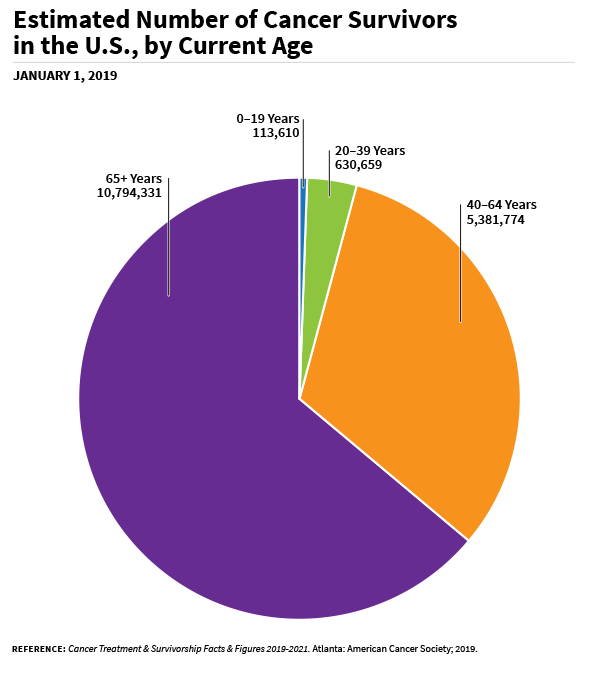 Estimated Number of Cancer Survivors
in the U.S., by Current Age
JANUARY 1, 2019
0–19 Years
113,610
20–39 Years
630,659
65+ Years
10,794,331
40–64 Years
5,381,774
REFERENCE: Cancer Treatment & Survivorship Facts & Figures 2019-2021. Atlanta: American Cancer Society; 2019.